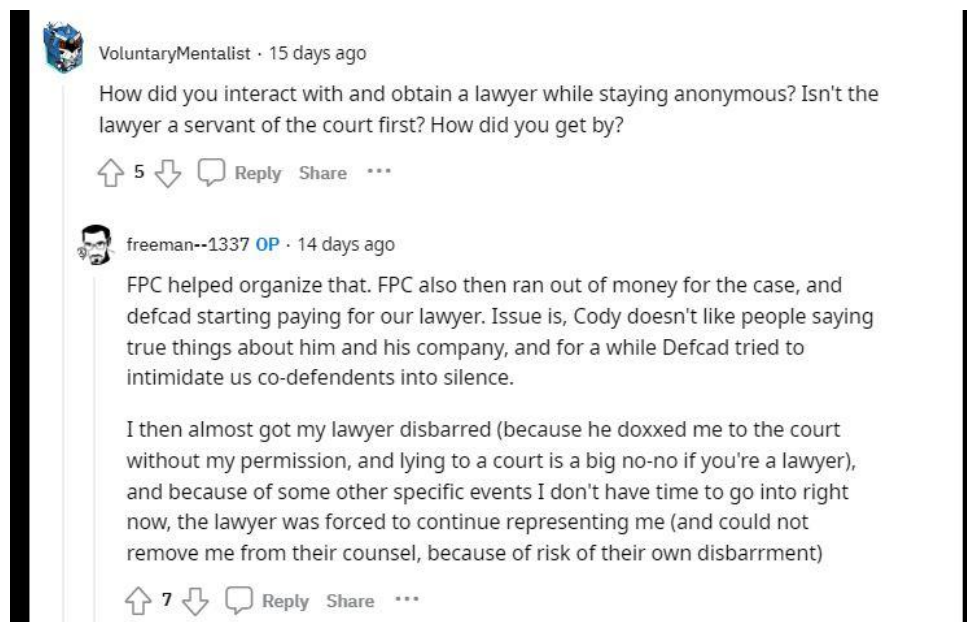 VoluntaryMentalist · 15 days ago
How did you interact with and obtain a lawyer while staying anonymous? Isn't the
lawyer a servant of the court first? How did you get by?
5 Reply Share ···
freeman--1337 OP · 14 days ago
FPC helped organize that. FPC also then ran out of money for the case, and
defcad starting paying for our lawyer. Issue is, Cody doesn't like people saying
true things about him and his company, and for a while Defcad tried to
intimidate us co-defendents into silence.
I then almost got my lawyer disbarred (because he doxxed me to the court
without my permission, and lying to a court is a big no-no if you're a lawyer),
and because of some other specific events I don't have time to go into right
now, the lawyer was forced to continue representing me (and could not
remove me from their counsel, because of risk of their own disbarrment)
7 Reply Share ···